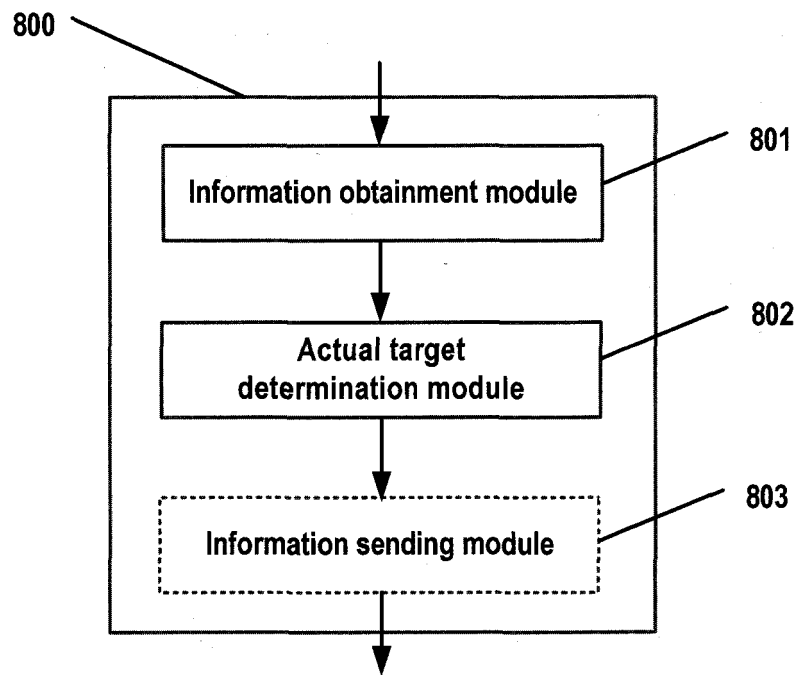 800
801
Information obtainment module
802
Actual target
determination module
803
Information sending module